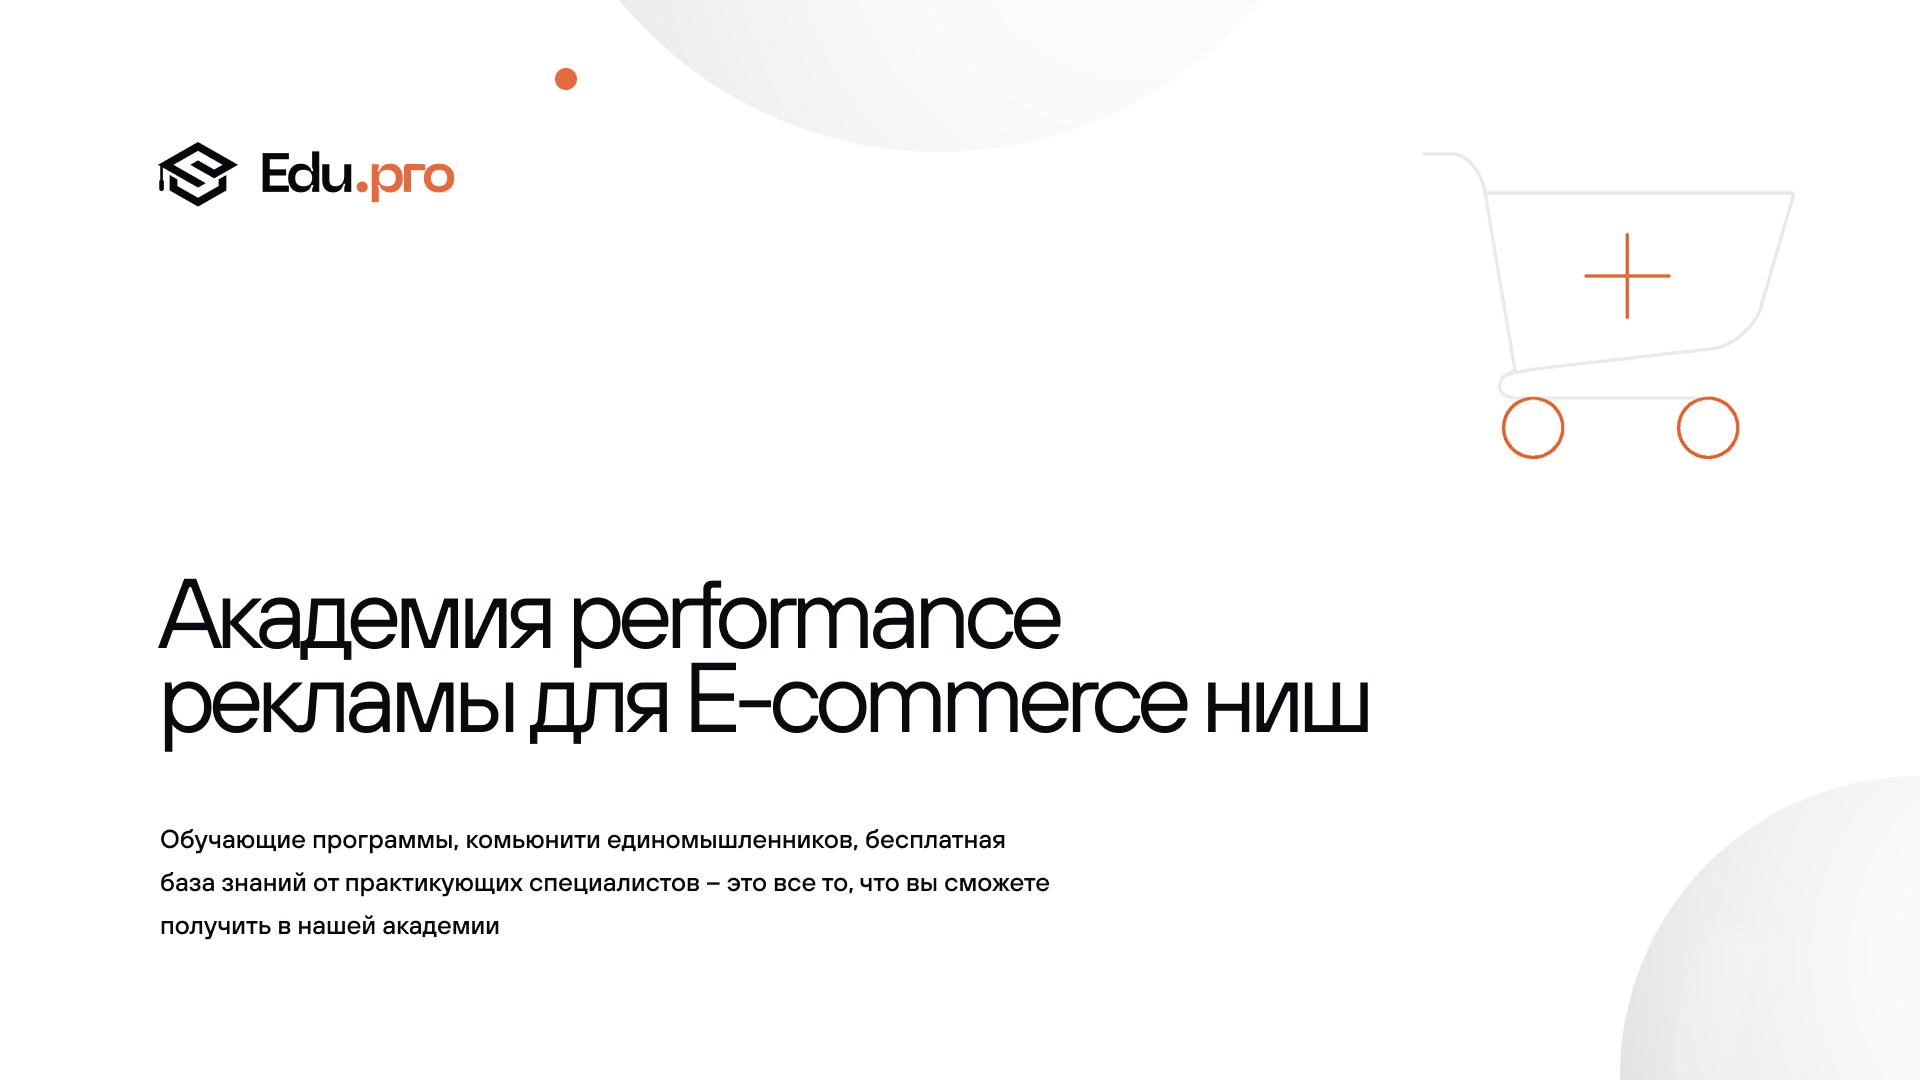 Edu.pro
Академия performance
рекламы для E-commerce ниш
Обучающие программы, комьюнити единомышленников, бесплатная
база знаний от практикующих специалистов – это все то, что вы сможете
получить в нашей академии